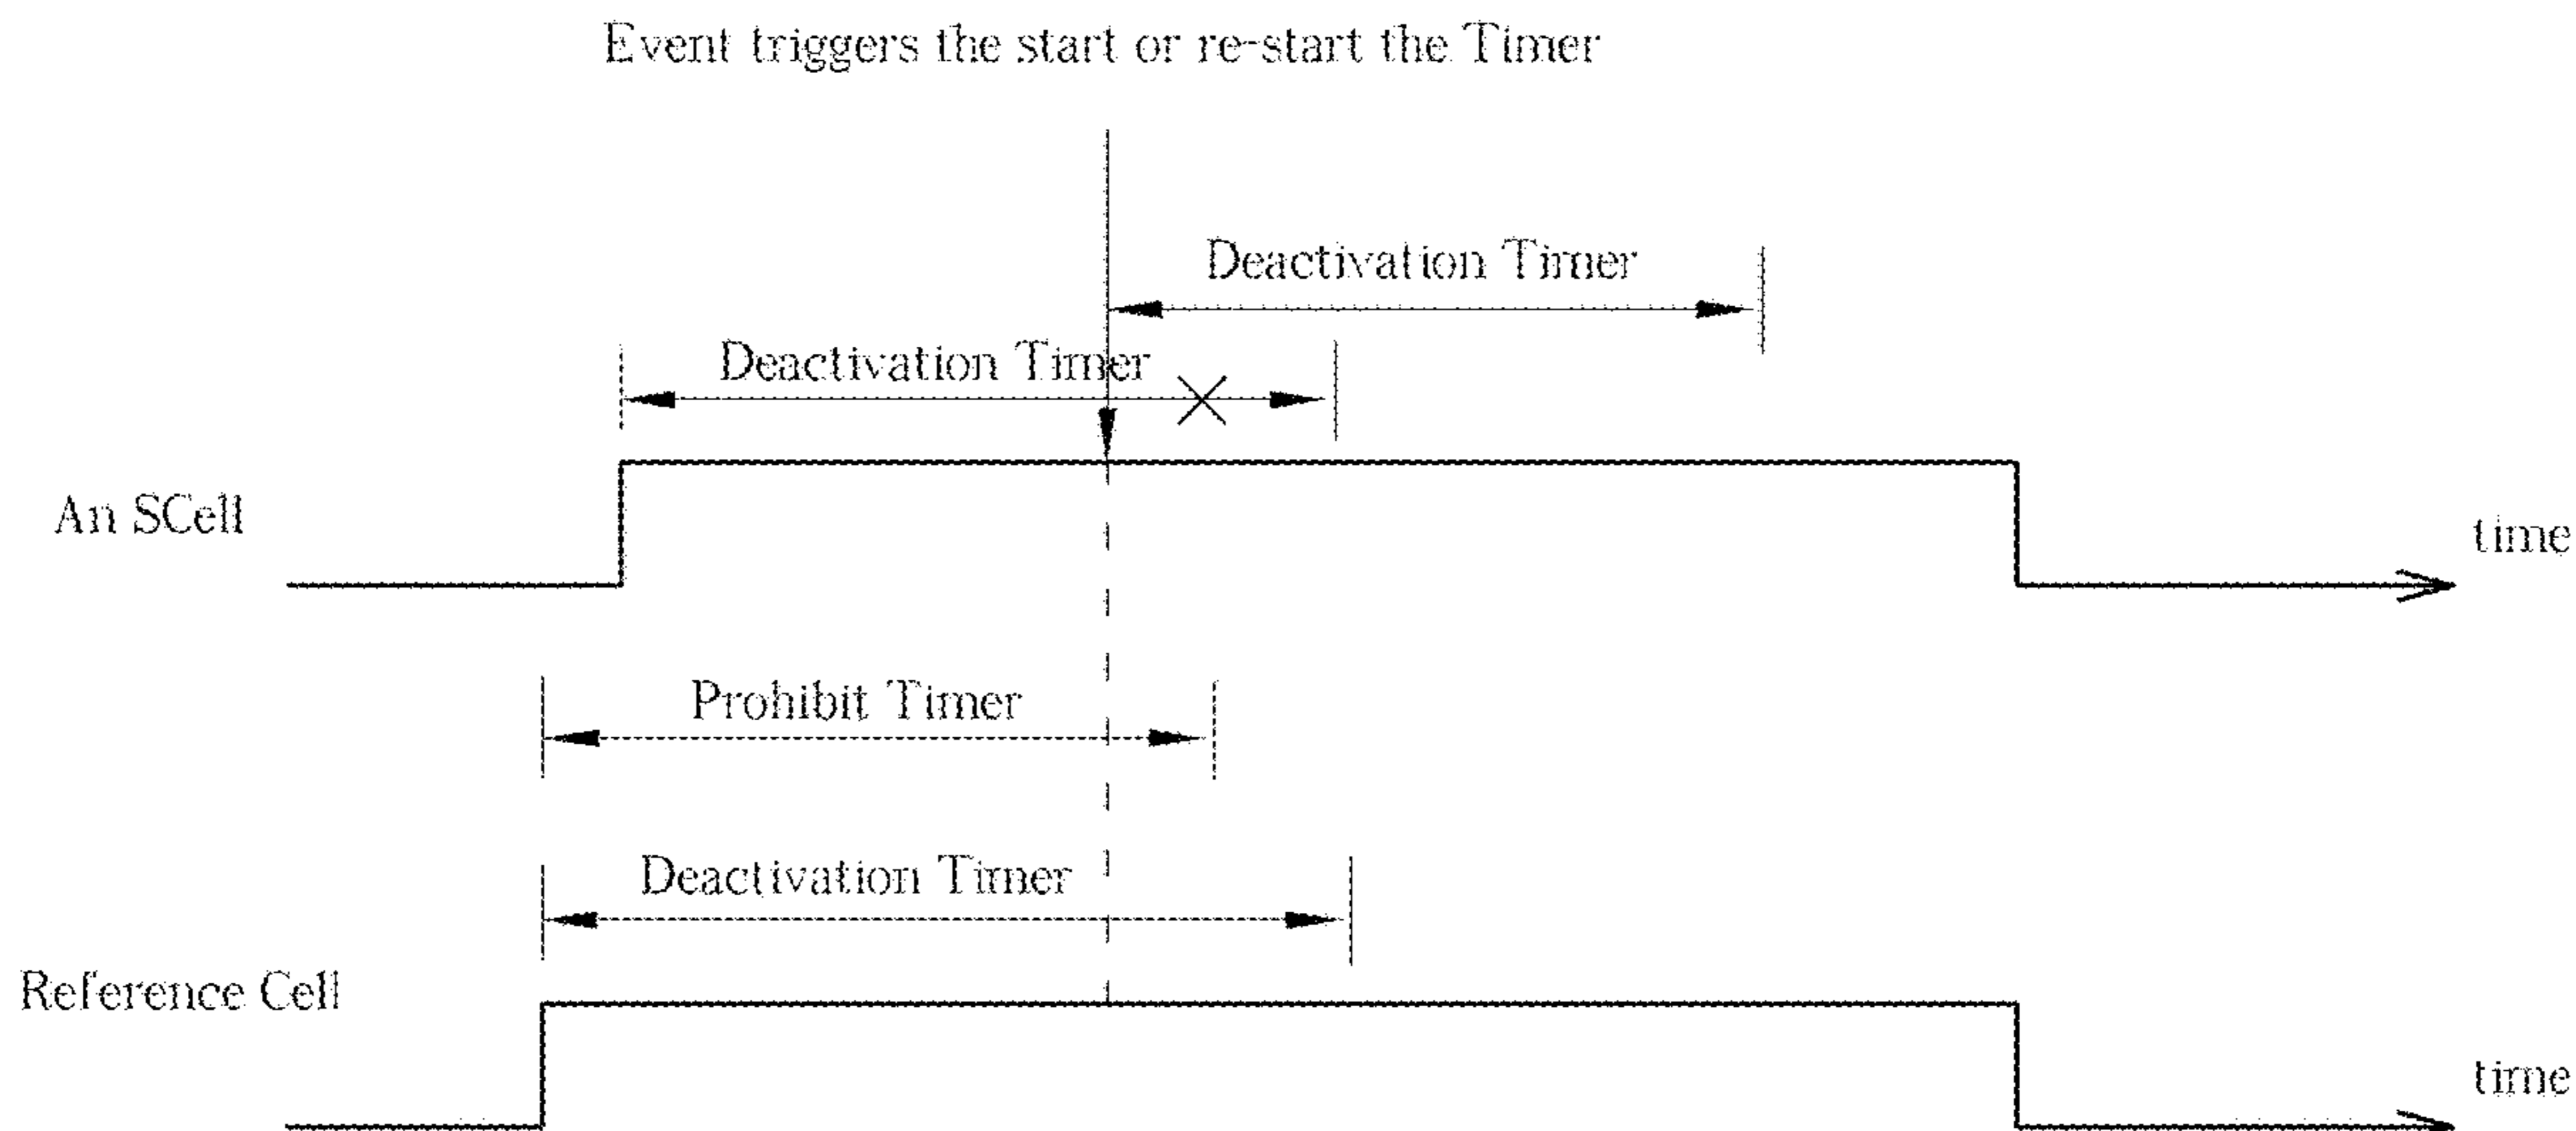 Event triggers the start or re-start the Timer
Deactivation Timer
Deactivation Timer
An SCell
time
Prohibit Timer
Deactivation Timer
Reference Cell
time